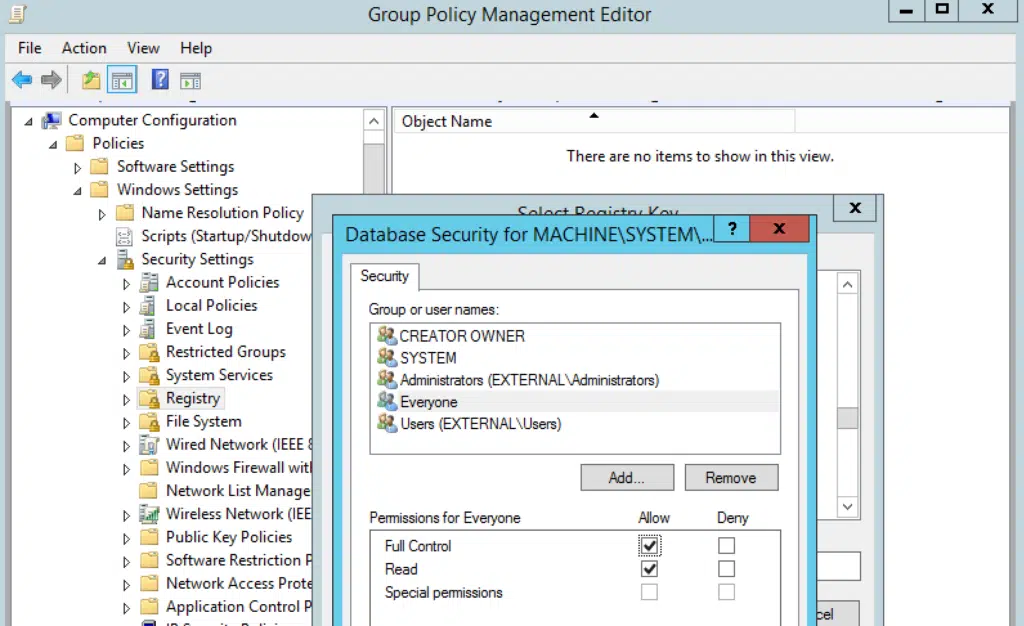 Group Policy Management Editor
File Action View Help
Computer Configuration
Policies
Software Settings
Windows Settings
Name Resolution Policy
Scripts (Startup/Shutdow
Security Settings
Account Policies
Local Policies
Event Log
Restricted Groups
System Services
Registry
File System
Wired Network (IEEE 8
Windows Firewall wit
Network List Manage
Wireless Network (IEE
Public Key Policies
Software Restriction P
Network Access Prote
Application Control P
Object Name
There are no items to show in this view.
Select Registry Key
Database Security for MACHINE\SYSTEM\...
?
Security
Group or user names:
CREATOR OWNER
SYSTEM
Administrators (EXTERNAL\Administrators)
Everyone
Users (EXTERNAL\Users)
Add... Remove
Permissions for Everyone Allow Deny
Full Control
Read
Special permissions
cel